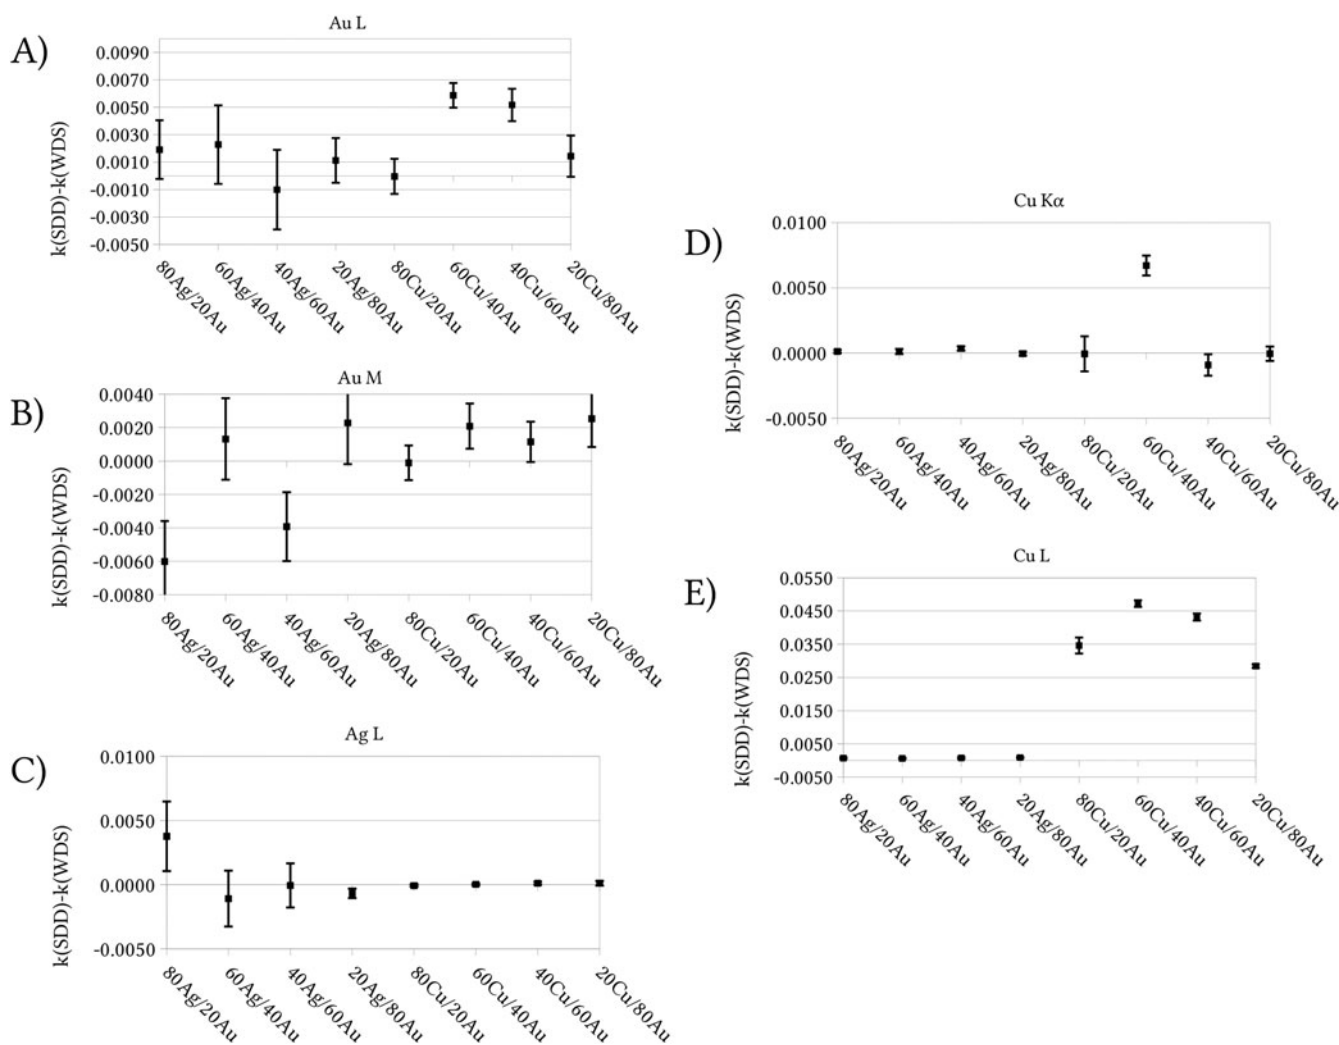 A)
Au L
k(SDD)-k(WDS)
0.0090
0.0070
0.0050
0.0030
0.0010
-0.0010
-0.0030
-0.0050
80Ag/20Au
60Ag/40Au
40Ag/60Au
20Ag/80Au
80Cu/20Au
60Cu/40Au
40Cu/60Au
20Cu/80Au
B)
Au M
k(SDD)-k(WDS)
0.0040
0.0020
0.0000
-0.0020
-0.0040
-0.0060
-0.0080
80Ag/20Au
60Ag/40Au
40Ag/60Au
20Ag/80Au
80Cu/20Au
60Cu/40Au
40Cu/60Au
20Cu/80Au
C)
Ag L
k(SDD)-k(WDS)
0.0100
0.0050
0.0000
-0.0050
80Ag/20Au
60Ag/40Au
40Ag/60Au
20Ag/80Au
80Cu/20Au
60Cu/40Au
40Cu/60Au
20Cu/80Au
D)
Cu Kα
k(SDD)-k(WDS)
0.0100
0.0050
0.0000
-0.0050
80Ag/20Au
60Ag/40Au
40Ag/60Au
20Ag/80Au
80Cu/20Au
60Cu/40Au
40Cu/60Au
20Cu/80Au
E)
Cu L
k(SDD)-k(WDS)
0.0550
0.0450
0.0350
0.0250
0.0150
0.0050
-0.0050
80Ag/20Au
60Ag/40Au
40Ag/60Au
20Ag/80Au
80Cu/20Au
60Cu/40Au
40Cu/60Au
20Cu/80Au